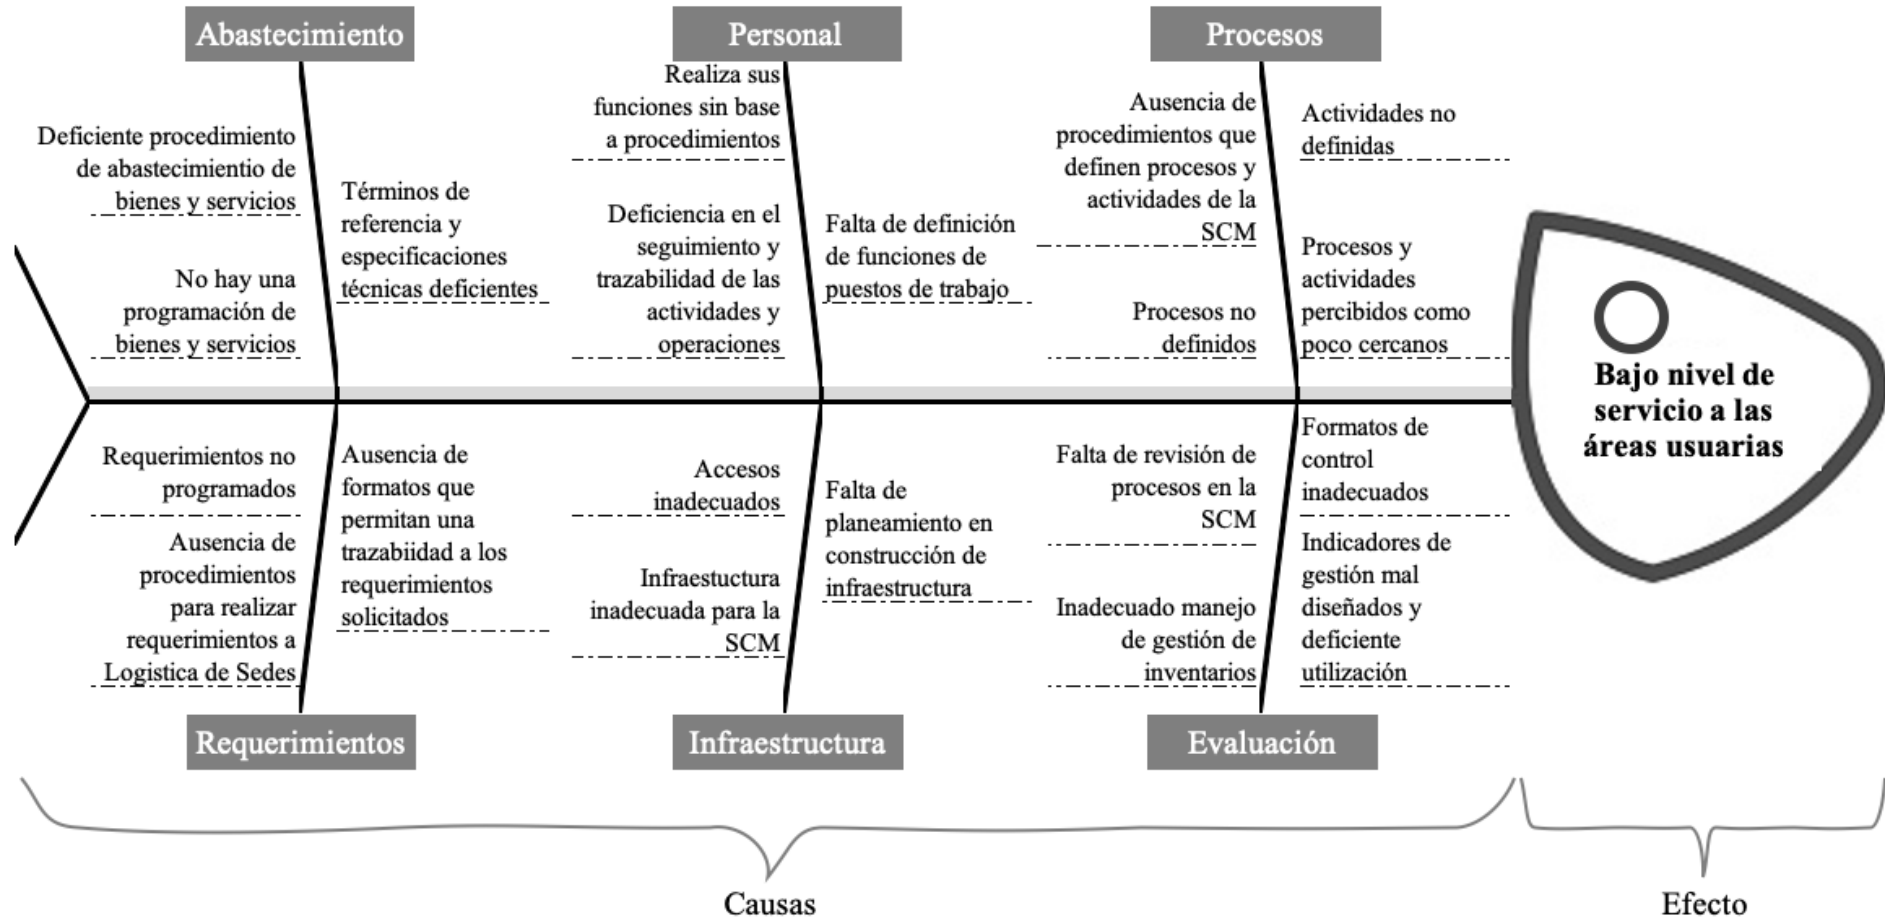 Abastecimiento
Deficiente procedimiento
de abastecimietio de
bienes y servicios
No hay una
programación de
bienes y servicios
Términos de
referencia y
especificaciones
técnicas deficientes
Personal
Realiza sus
funciones sin base
a procedimientos
Deficiencia en el
seguimiento y
trazabilidad de las
actividades y
operaciones
Falta de definición
de funciones de
puestos de trabajo
Procesos
Ausencia de
procedimientos que
definen procesos y
actividades de la
SCM
Procesos no
definidos
Actividades no
definidas
Procesos y
actividades
percibidos como
poco cercanos
Bajo nivel de
servicio a las
áreas usuarias
Requerimientos no
programados
Ausencia de
procedimientos
para realizar
requerimientos a
Logistica de Sedes
Ausencia de
formatos que
permitan una
trazabiidad a los
requerimientos
solicitados
Requerimientos
Accesos
inadecuados
Infraestuctura
inadecuada para la
SCM
Falta de
planeamiento en
construcción de
infraestructura
Infraestructura
Falta de revisión de
procesos en la
SCM
Inadecuado manejo
de gestión de
inventarios
Formatos de
control
inadecuados
Indicadores de
gestión mal
diseñados y
deficiente
utilización
Evaluación
Causas
Efecto